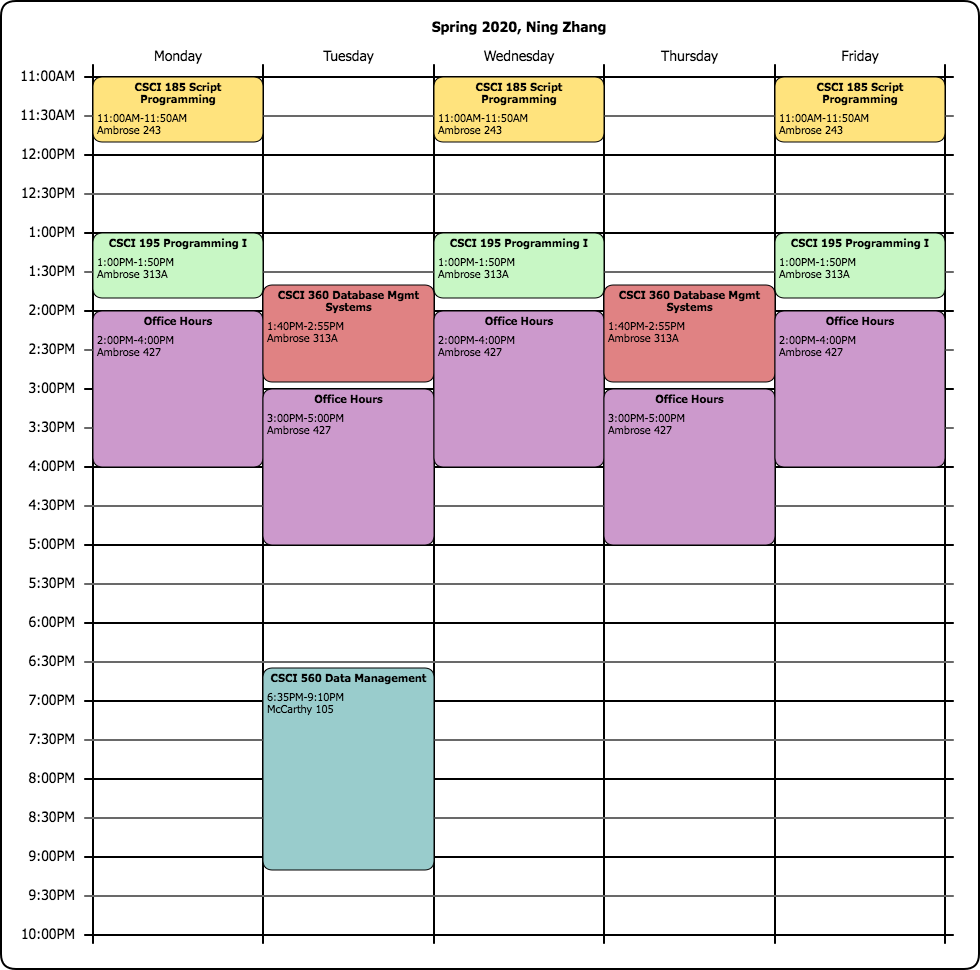 Spring 2020, Ning Zhang
Monday Tuesday Wednesday Thursday Friday
11:00AM
CSCI 185 Script
Programming
11:00AM-11:50AM
Ambrose 243
CSCI 185 Script
Programming
11:00AM-11:50AM
Ambrose 243
CSCI 185 Script
Programming
11:00AM-11:50AM
Ambrose 243
11:30AM
12:00PM
12:30PM
1:00PM
CSCI 195 Programming I
1:00PM-1:50PM
Ambrose 313A
CSCI 195 Programming I
1:00PM-1:50PM
Ambrose 313A
CSCI 195 Programming I
1:00PM-1:50PM
Ambrose 313A
1:30PM
CSCI 360 Database Mgmt
Systems
1:40PM-2:55PM
Ambrose 313A
CSCI 360 Database Mgmt
Systems
1:40PM-2:55PM
Ambrose 313A
2:00PM
Office Hours
2:00PM-4:00PM
Ambrose 427
Office Hours
2:00PM-4:00PM
Ambrose 427
Office Hours
2:00PM-4:00PM
Ambrose 427
2:30PM
3:00PM
Office Hours
3:00PM-5:00PM
Ambrose 427
Office Hours
3:00PM-5:00PM
Ambrose 427
3:30PM
4:00PM
4:30PM
5:00PM
5:30PM
6:00PM
6:30PM
CSCI 560 Data Management
6:35PM-9:10PM
McCarthy 105
7:00PM
7:30PM
8:00PM
8:30PM
9:00PM
9:30PM
10:00PM